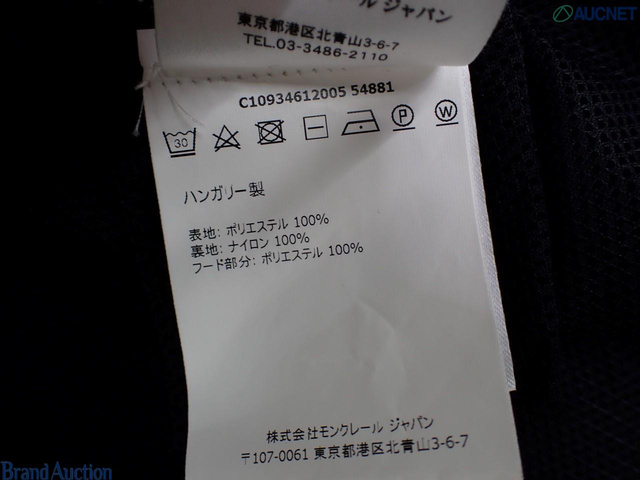 ール ジャパン
東京都港区北青山3-6-7
TEL.03-3486-2110
AUCNET
C10934612005 54881
30
P
W
ハンガリー製
表地: ポリエステル 100%
裏地: ナイロン 100%
フード部分: ポリエステル 100%
株式会社モンクレール ジャパン
〒107-0061 東京都港区北青山3-6-7
Brand Auction